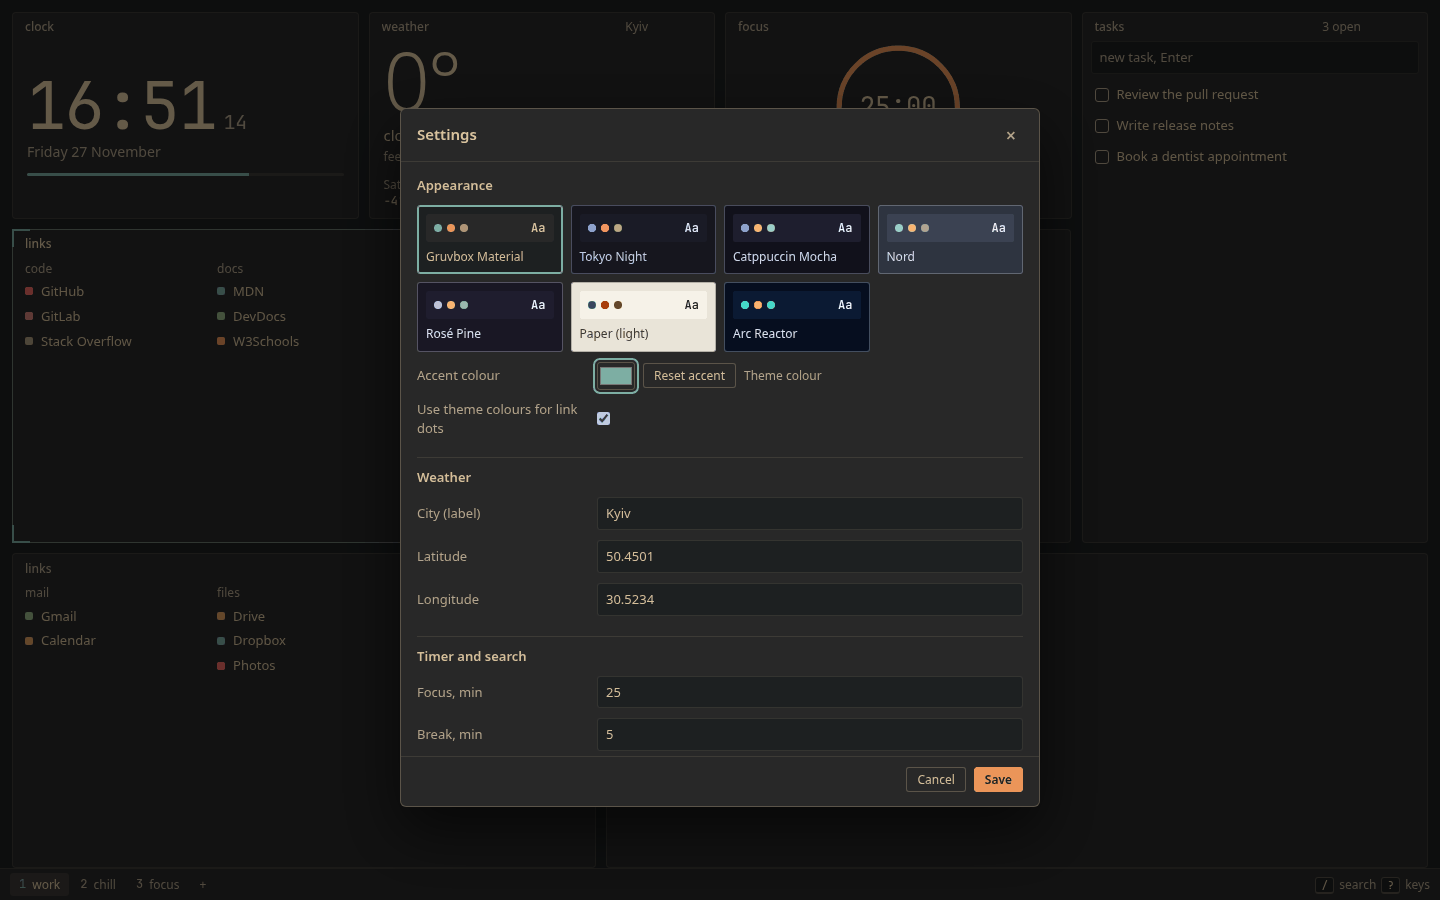 clock
16:51 14
Friday 27 November
weather Kyiv
0°
focus
25:00
tasks 3 open
new task, Enter
Review the pull request
Write release notes
Book a dentist appointment
links
code docs
GitHub MDN
GitLab DevDocs
Stack Overflow W3Schools
links
mail files
Gmail Drive
Calendar Dropbox
Photos
Settings ×
Appearance
Aa Aa Aa Aa
Gruvbox Material Tokyo Night Catppuccin Mocha Nord
Aa Aa Aa
Rosé Pine Paper (light) Arc Reactor
Accent colour Reset accent Theme colour
Use theme colours for link
dots
Weather
City (label) Kyiv
Latitude 50.4501
Longitude 30.5234
Timer and search
Focus, min 25
Break, min 5
Cancel Save
1 work 2 chill 3 focus +
/ search ? keys